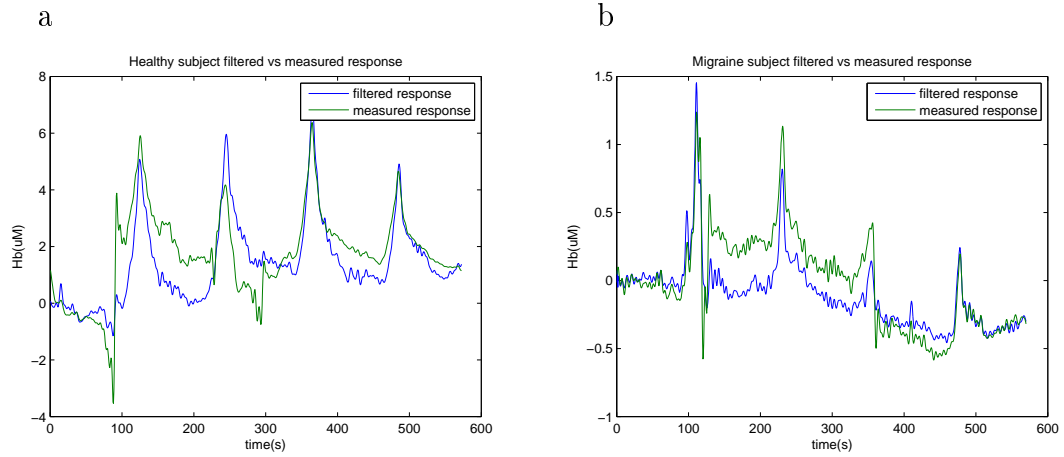 a
Healthy subject filtered vs measured response
filtered response
measured response
Hb(uM)
8
6
4
2
0
−2
−4
0 100 200 300 400 500 600
time(s)
b
Migraine subject filtered vs measured response
filtered response
measured response
Hb(uM)
1.5
1
0.5
0
−0.5
−1
0 100 200 300 400 500 600
time(s)